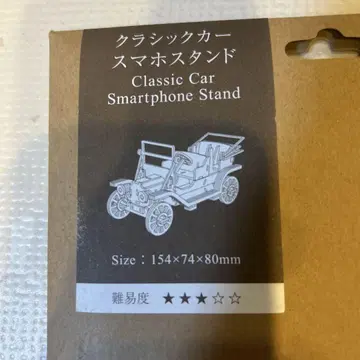 クラシックカー
スマホスタンド
Classic Car
Smartphone Stand
Size：154×74×80mm
難易度 ★★★☆☆